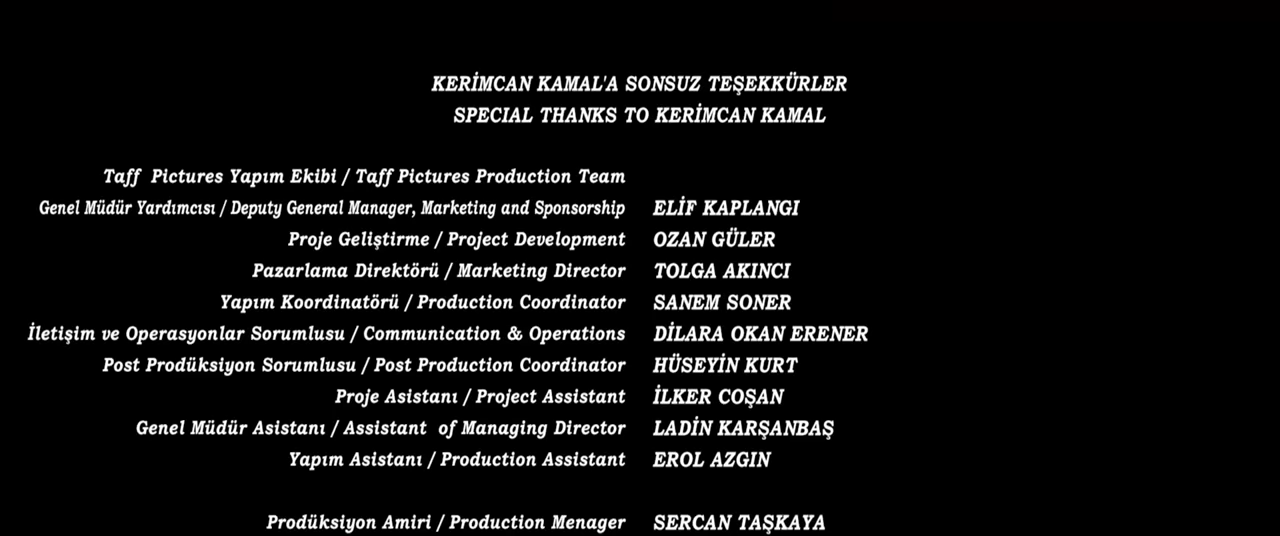 KERİMCAN KAMAL'A SONSUZ TEŞEKKÜRLER
SPECIAL THANKS TO KERİMCAN KAMAL
Taff Pictures Yapım Ekibi / Taff Pictures Production Team
Genel Müdür Yardımcısı / Deputy General Manager, Marketing and Sponsorship ELİF KAPLANGI
Proje Geliştirme / Project Development OZAN GÜLER
Pazarlama Direktörü / Marketing Director TOLGA AKINCI
Yapım Koordinatörü / Production Coordinator SANEM SONER
İletişim ve Operasyonlar Sorumlusu / Communication & Operations DİLARA OKAN ERENER
Post Prodüksiyon Sorumlusu / Post Production Coordinator HÜSEYİN KURT
Proje Asistanı / Project Assistant İLKER COŞAN
Genel Müdür Asistanı / Assistant of Managing Director LADİN KARŞANBAŞ
Yapım Asistanı / Production Assistant EROL AZGIN
Prodüksiyon Amiri / Production Menager SERCAN TAŞKAYA